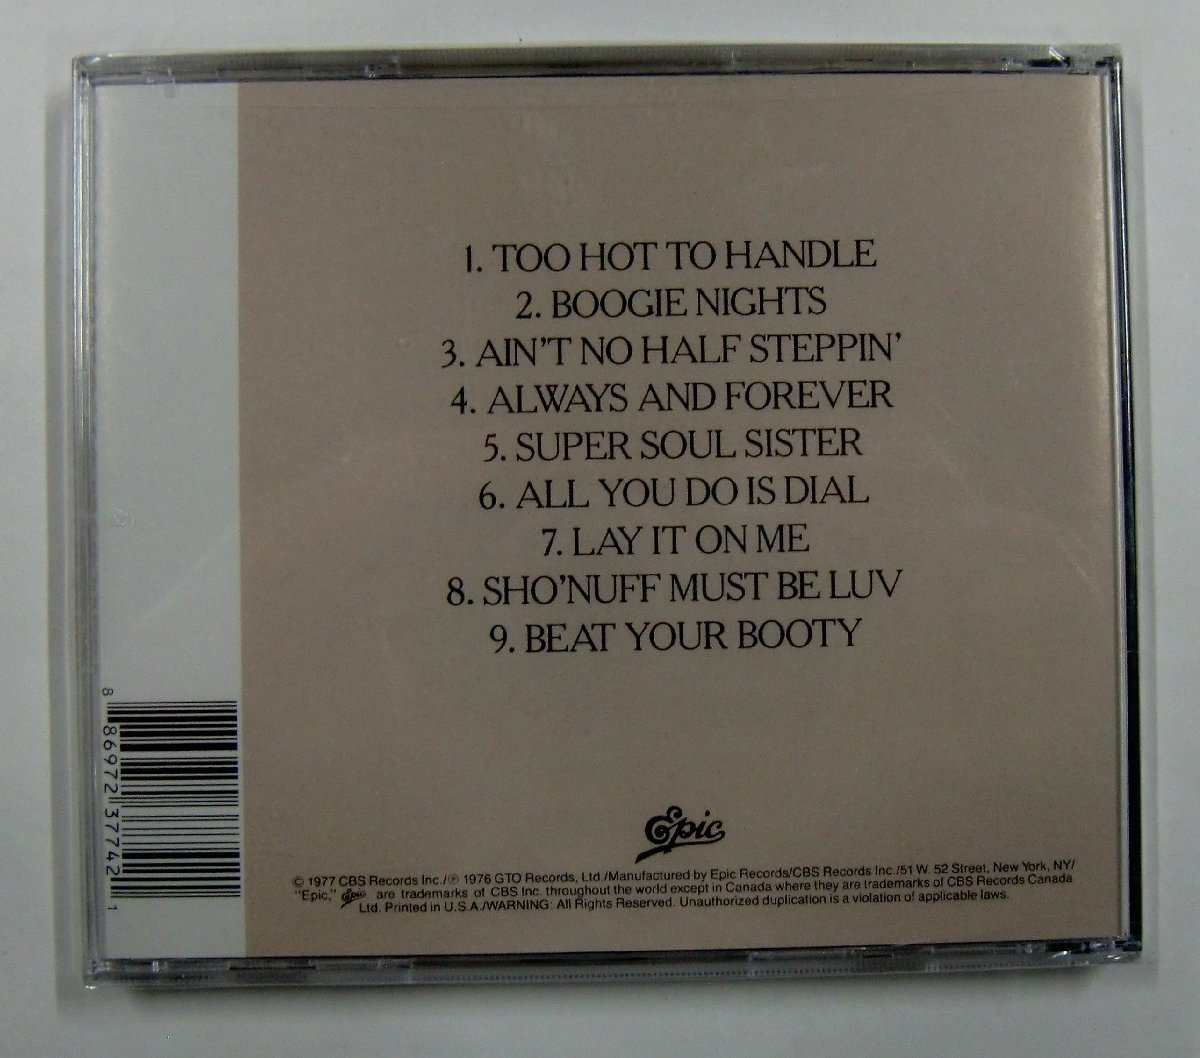 1. TOO HOT TO HANDLE
2. BOOGIE NIGHTS
3. AIN'T NO HALF STEPPIN'
4. ALWAYS AND FOREVER
5. SUPER SOUL SISTER
6. ALL YOU DO IS DIAL
7. LAY IT ON ME
8. SHO'NUFF MUST BE LUV
9. BEAT YOUR BOOTY
8 86972 37742 1
Epic
© 1977 CBS Records Inc./℗ 1976 GTO Records, Ltd./Manufactured by Epic Records/CBS Records Inc./51 W. 52 Street, New York, NY/
"Epic," Epic are trademarks of CBS Inc. throughout the world except in Canada where they are trademarks of CBS Records Canada
Ltd. Printed in U.S.A./WARNING: All Rights Reserved. Unauthorized duplication is a violation of applicable laws.